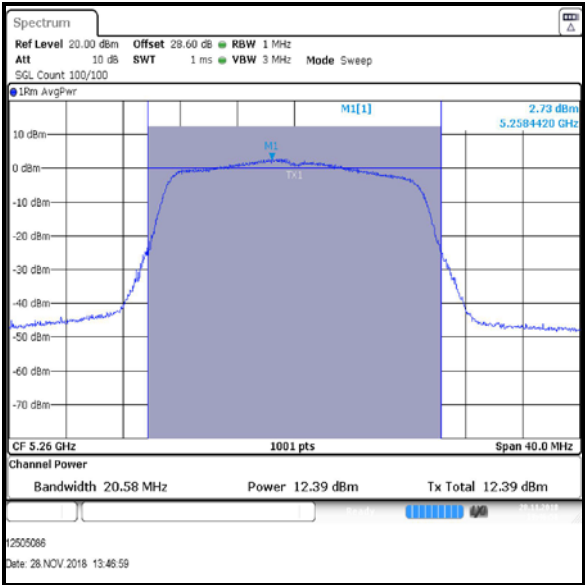 Spectrum
Ref Level 20.00 dBm Offset 28.60 dB RBW 1 MHz
Att 10 dB SWT 1 ms VBW 3 MHz Mode Sweep
SGL Count 100/100
1Rm AvgPwr
M1[1] 2.73 dBm
5.2584420 GHz
10 dBm
M1
0 dBm
TX1
-10 dBm
-20 dBm
-30 dBm
-40 dBm
-50 dBm
-60 dBm
-70 dBm
CF 5.26 GHz 1001 pts Span 40.0 MHz
Channel Power
Bandwidth 20.58 MHz Power 12.39 dBm Tx Total 12.39 dBm
Ready 28.11.2018
12505086
Date: 28.NOV.2018 13:46:59